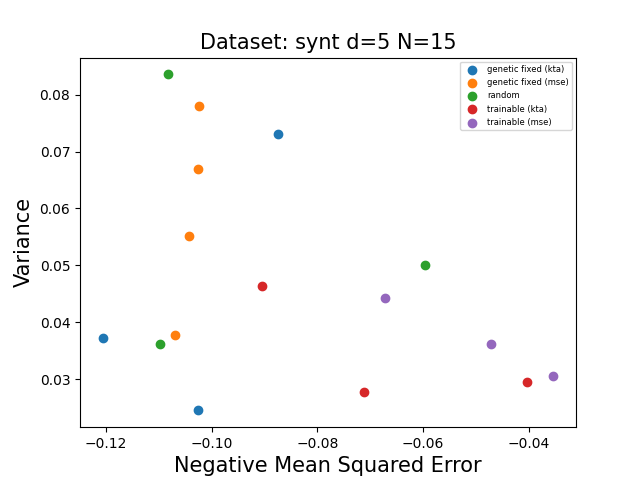 Dataset: synt d=5 N=15
genetic fixed (kta)
genetic fixed (mse)
random
trainable (kta)
trainable (mse)
Variance
0.08
0.07
0.06
0.05
0.04
0.03
−0.12 −0.10 −0.08 −0.06 −0.04
Negative Mean Squared Error